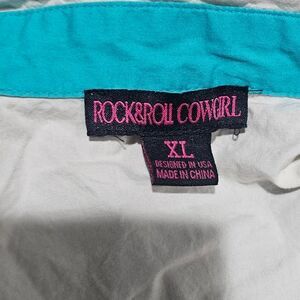 ROCK&ROLL COWGIRL
XL
DESIGNED IN USA
MADE IN CHINA